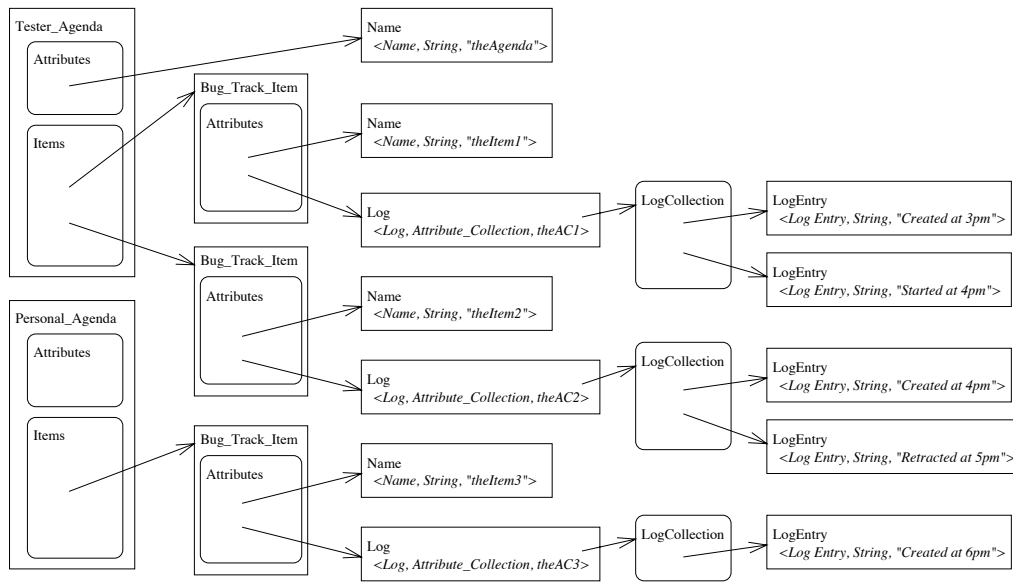 Tester_Agenda
Attributes
Items
Name
<Name, String, "theAgenda">
Bug_Track_Item
Attributes
Name
<Name, String, "theItem1">
Log
<Log, Attribute_Collection, theAC1>
LogCollection
LogEntry
<Log Entry, String, "Created at 3pm">
LogEntry
<Log Entry, String, "Started at 4pm">
Bug_Track_Item
Attributes
Name
<Name, String, "theItem2">
Log
<Log, Attribute_Collection, theAC2>
LogCollection
LogEntry
<Log Entry, String, "Created at 4pm">
LogEntry
<Log Entry, String, "Retracted at 5pm">
Personal_Agenda
Attributes
Items
Bug_Track_Item
Attributes
Name
<Name, String, "theItem3">
Log
<Log, Attribute_Collection, theAC3>
LogCollection
LogEntry
<Log Entry, String, "Created at 6pm">